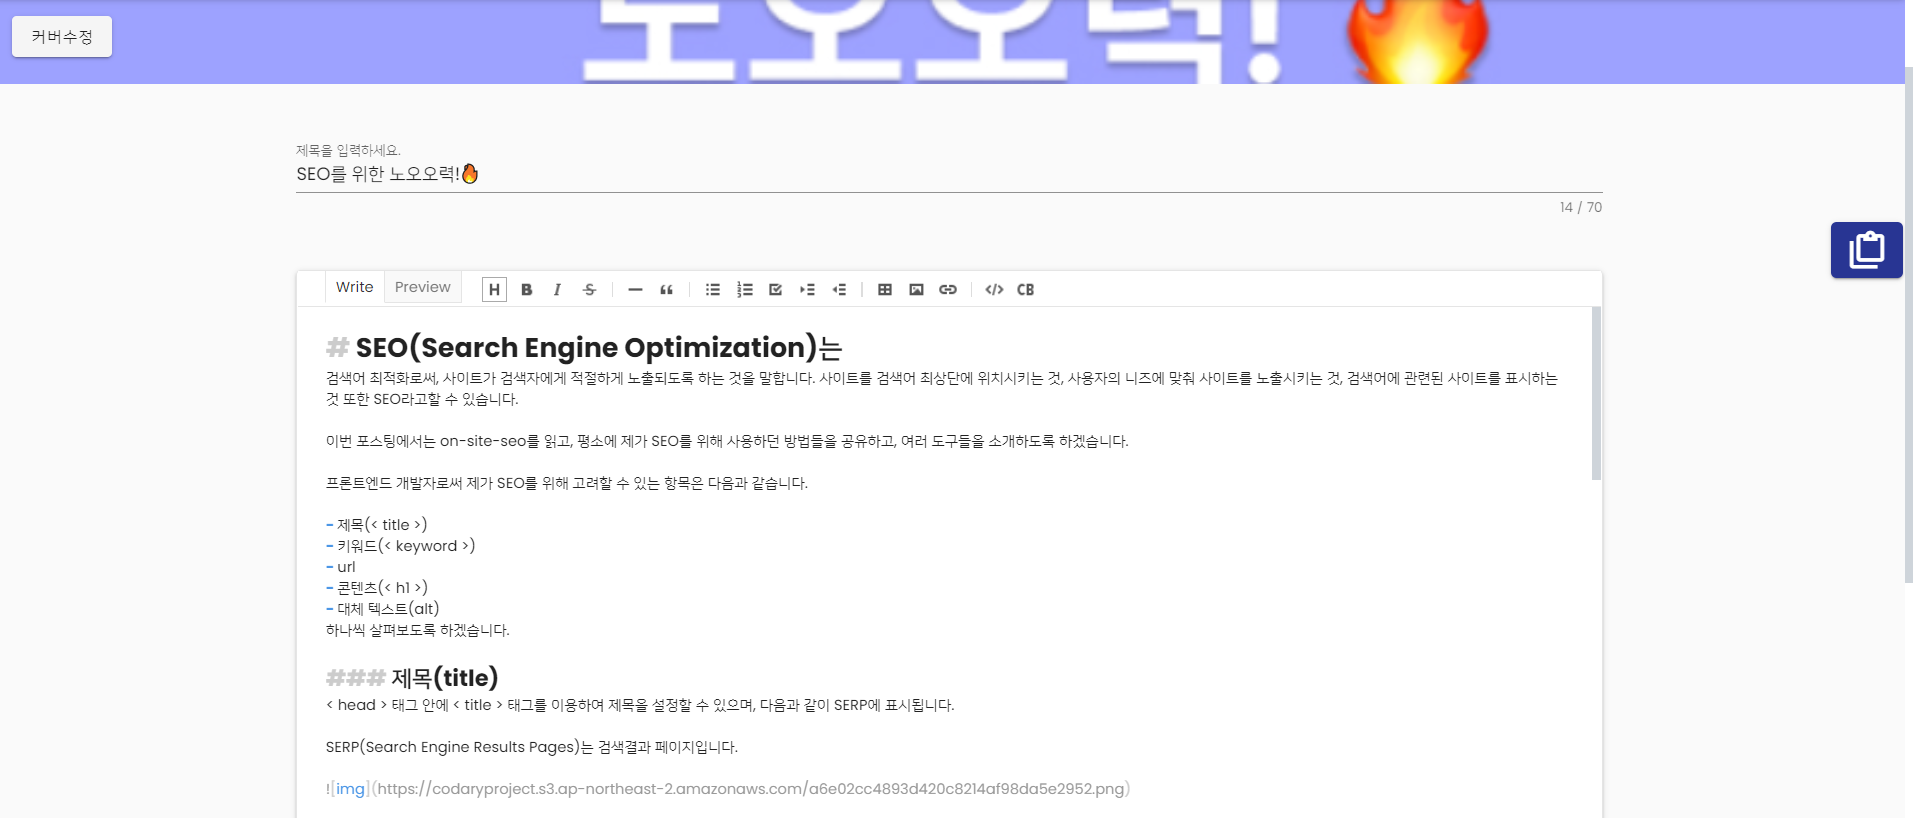 노오오력!🔥
커버수정
제목을 입력하세요.
SEO를 위한 노오오력!🔥
14 / 70
Write Preview H B I S CB
# SEO(Search Engine Optimization)는
검색어 최적화로써, 사이트가 검색자에게 적절하게 노출되도록 하는 것을 말합니다. 사이트를 검색어 최상단에 위치시키는 것, 사용자의 니즈에 맞춰 사이트를 노출시키는 것, 검색어에 관련된 사이트를 표시하는
것 또한 SEO라고할 수 있습니다.
이번 포스팅에서는 on-site-seo를 읽고, 평소에 제가 SEO를 위해 사용하던 방법들을 공유하고, 여러 도구들을 소개하도록 하겠습니다.
프론트엔드 개발자로써 제가 SEO를 위해 고려할 수 있는 항목은 다음과 같습니다.
- 제목(< title >)
- 키워드(< keyword >)
- url
- 콘텐츠(< h1 >)
- 대체 텍스트(alt)
하나씩 살펴보도록 하겠습니다.
### 제목(title)
< head > 태그 안에 < title > 태그를 이용하여 제목을 설정할 수 있으며, 다음과 같이 SERP에 표시됩니다.
SERP(Search Engine Results Pages)는 검색결과 페이지입니다.
![img](https://codaryproject.s3.ap-northeast-2.amazonaws.com/a6e02cc4893d420c8214af98da5e2952.png)